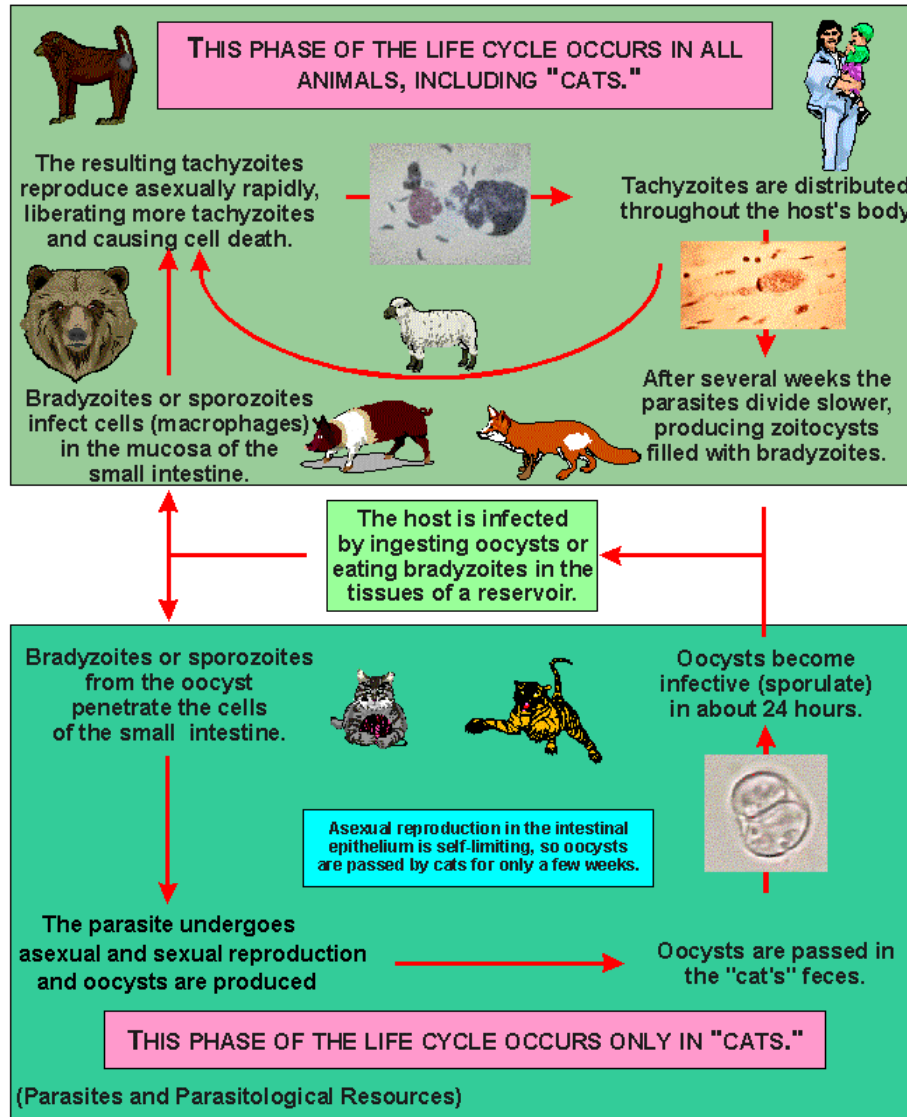 THIS PHASE OF THE LIFE CYCLE OCCURS IN ALL
ANIMALS, INCLUDING "CATS."
The resulting tachyzoites
reproduce asexually rapidly,
liberating more tachyzoites
and causing cell death.
Tachyzoites are distributed
throughout the host's body
Bradyzoites or sporozoites
infect cells (macrophages)
in the mucosa of the
small intestine.
After several weeks the
parasites divide slower,
producing zoitocysts
filled with bradyzoites.
The host is infected
by ingesting oocysts or
eating bradyzoites in the
tissues of a reservoir.
Bradyzoites or sporozoites
from the oocyst
penetrate the cells
of the small intestine.
Oocysts become
infective (sporulate)
in about 24 hours.
Asexual reproduction in the intestinal
epithelium is self-limiting, so oocysts
are passed by cats for only a few weeks.
The parasite undergoes
asexual and sexual reproduction
and oocysts are produced
Oocysts are passed in
the "cat's" feces.
THIS PHASE OF THE LIFE CYCLE OCCURS ONLY IN "CATS."
(Parasites and Parasitological Resources)